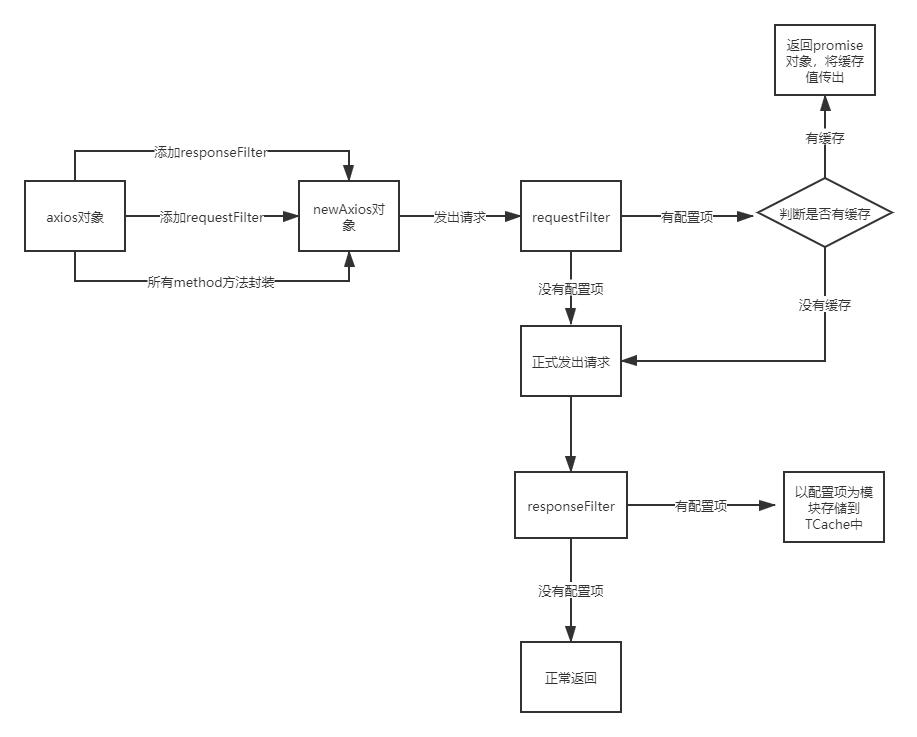 返回promise
对象，将缓存
值传出
有缓存
添加responseFilter
axios对象
添加requestFilter
newAxios对
象
发出请求
requestFilter
有配置项
判断是否有缓存
所有method方法封装
没有配置项
没有缓存
正式发出请求
responseFilter
有配置项
以配置项为模
块存储到
TCache中
没有配置项
正常返回